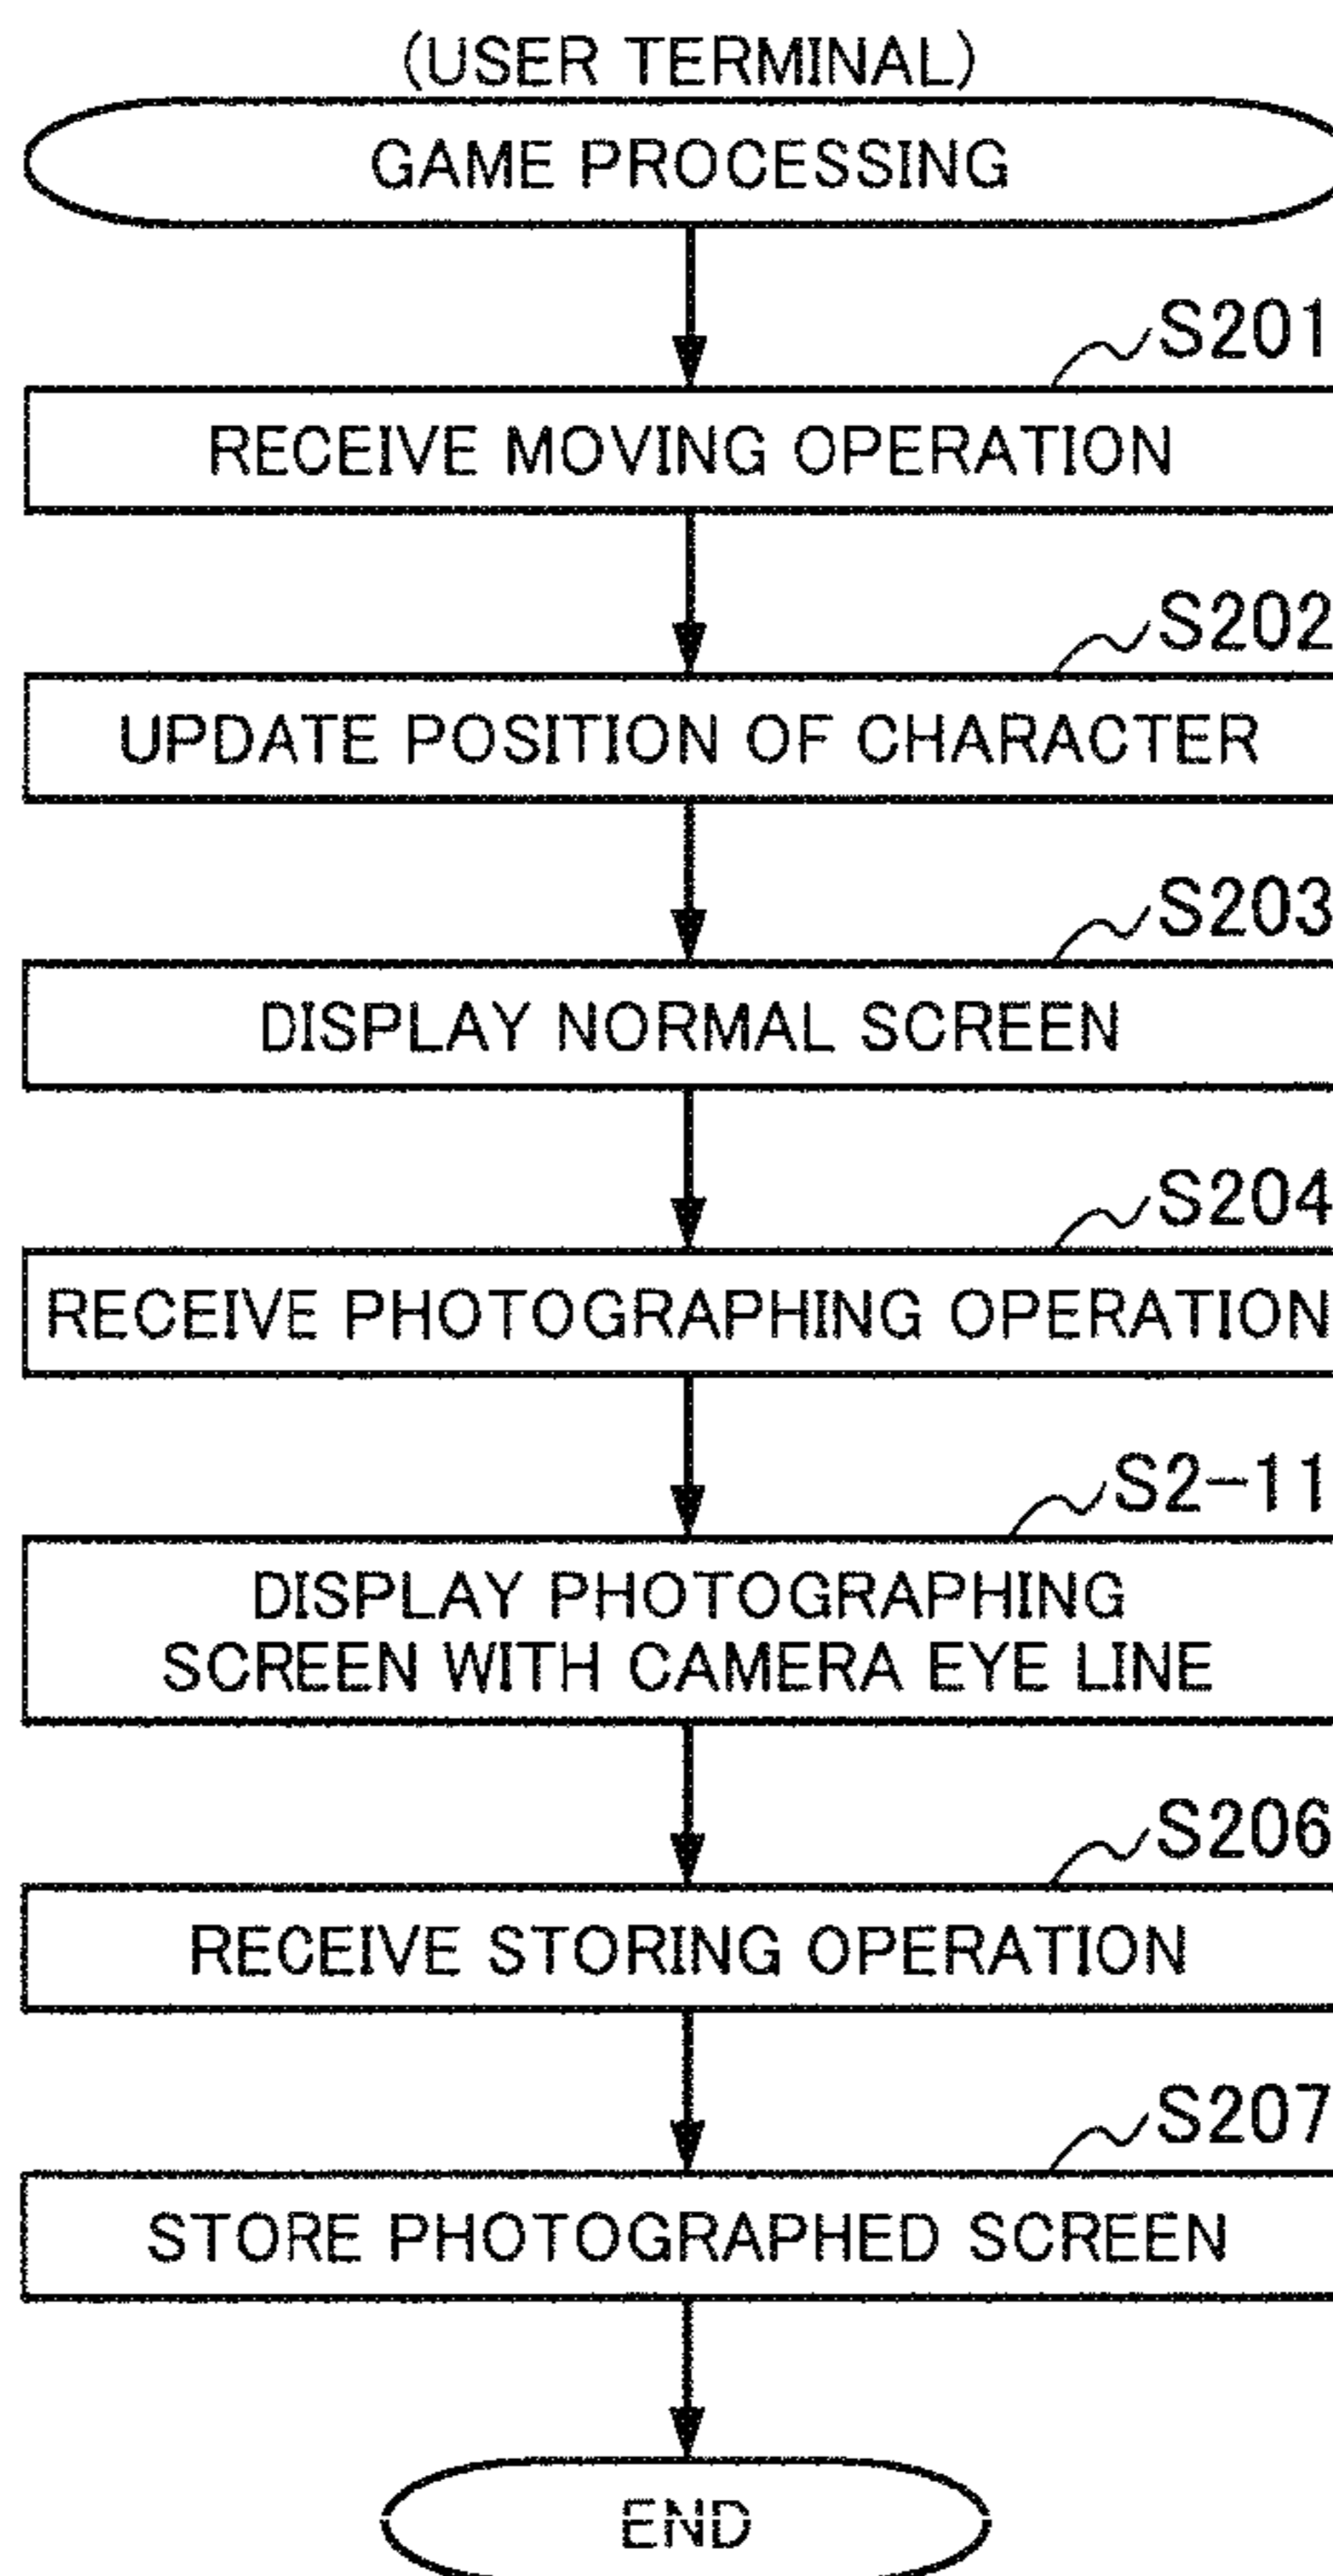 (USER TERMINAL)
GAME PROCESSING
S201
RECEIVE MOVING OPERATION
S202
UPDATE POSITION OF CHARACTER
S203
DISPLAY NORMAL SCREEN
S204
RECEIVE PHOTOGRAPHING OPERATION
S2-11
DISPLAY PHOTOGRAPHING
SCREEN WITH CAMERA EYE LINE
S206
RECEIVE STORING OPERATION
S207
STORE PHOTOGRAPHED SCREEN
END